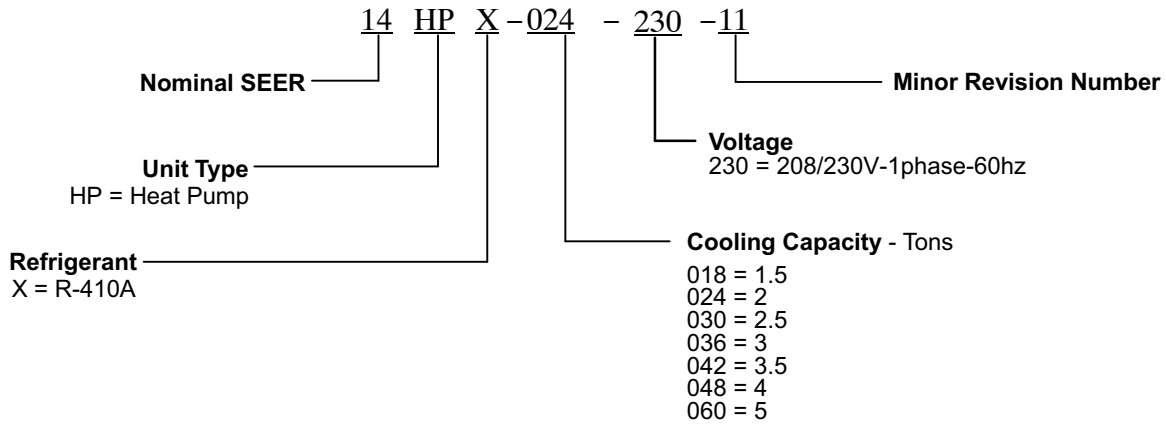 14 HP X –024 – 230 –11
Nominal SEER
Minor Revision Number
Unit Type
HP = Heat Pump
Voltage
230 = 208/230V-1phase-60hz
Refrigerant
X = R-410A
Cooling Capacity - Tons
018 = 1.5
024 = 2
030 = 2.5
036 = 3
042 = 3.5
048 = 4
060 = 5